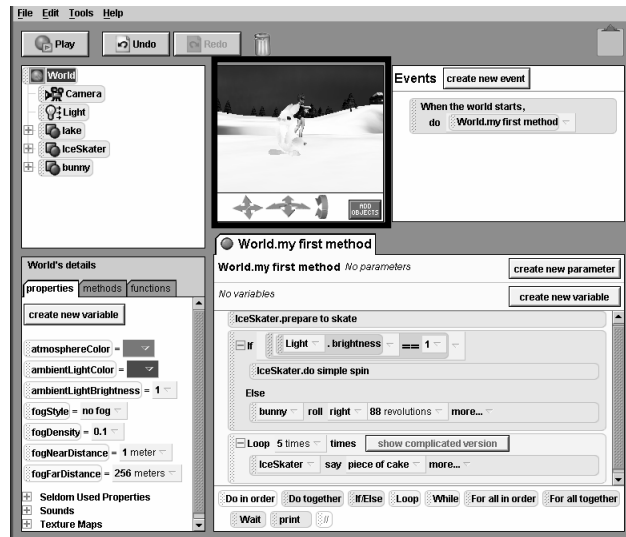 File Edit Tools Help
Play Undo Redo
World
Camera
Light
lake
IceSkater
bunny
ADD
OBJECTS
Events create new event
When the world starts,
do World.my first method
World's details
properties methods functions
create new variable
atmosphereColor =
ambientLightColor =
ambientLightBrightness = 1
fogStyle = no fog
fogDensity = 0.1
fogNearDistance = 1 meter
fogFarDistance = 256 meters
Seldom Used Properties
Sounds
Texture Maps
World.my first method
World.my first method No parameters create new parameter
No variables create new variable
IceSkater.prepare to skate
If Light . brightness == 1
IceSkater.do simple spin
Else
bunny roll right 88 revolutions more...
Loop 5 times times show complicated version
IceSkater say piece of cake more...
Do in order Do together If/Else Loop While For all in order For all together
Wait print //